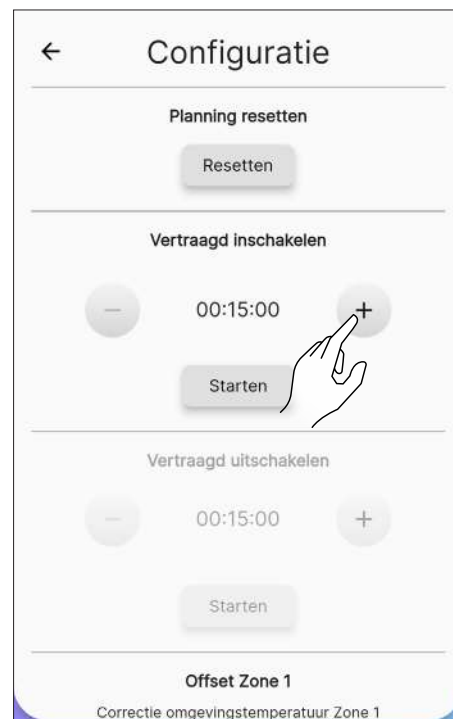 Configuratie
Planning resetten
Resetten
Vertraagd inschakelen
− 00:15:00 +
Starten
Vertraagd uitschakelen
− 00:15:00 +
Starten
Offset Zone 1
Correctie omgevingstemperatuur Zone 1